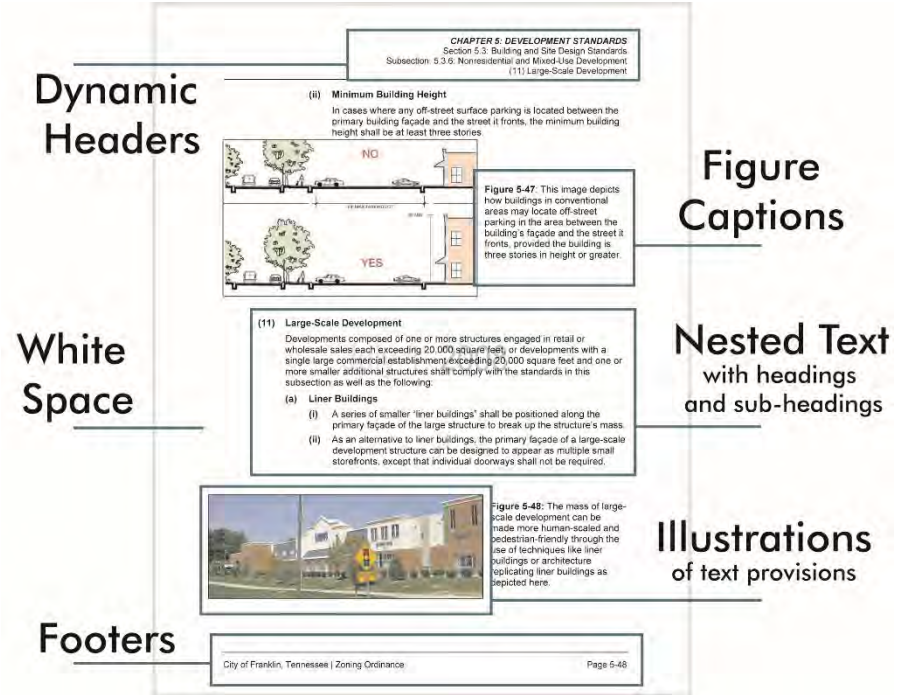 CHAPTER 5: DEVELOPMENT STANDARDS
Section 5.3: Building and Site Design Standards
Subsection: 5.3.6: Nonresidential and Mixed-Use Development
(11) Large-Scale Development
Dynamic
Headers
(ii) Minimum Building Height
In cases where any off-street surface parking is located between the
primary building façade and the street it fronts, the minimum building
height shall be at least three stories.
NO
YES
Figure 5-47: This image depicts
how buildings in conventional
areas may locate off-street
parking in the area between the
building's façade and the street it
fronts, provided the building is
three stories in height or greater.
Figure
Captions
White
Space
(11) Large-Scale Development
Developments composed of one or more structures engaged in retail or
wholesale sales each exceeding 20,000 square feet, or developments with a
single large commercial establishment exceeding 20,000 square feet and one or
more smaller additional structures shall comply with the standards in this
subsection as well as the following:
(a) Liner Buildings
(i) A series of smaller "liner buildings" shall be positioned along the
primary façade of the large structure to break up the structure's mass.
(ii) As an alternative to liner buildings, the primary façade of a large-scale
development structure can be designed to appear as multiple small
storefronts, except that individual doorways shall not be required.
Nested Text
with headings
and sub-headings
Figure 5-48: The mass of large-
scale development can be
made more human-scaled and
pedestrian-friendly through the
use of techniques like liner
buildings or architecture
replicating liner buildings as
depicted here.
Illustrations
of text provisions
Footers
City of Franklin, Tennessee | Zoning Ordinance
Page 5-48